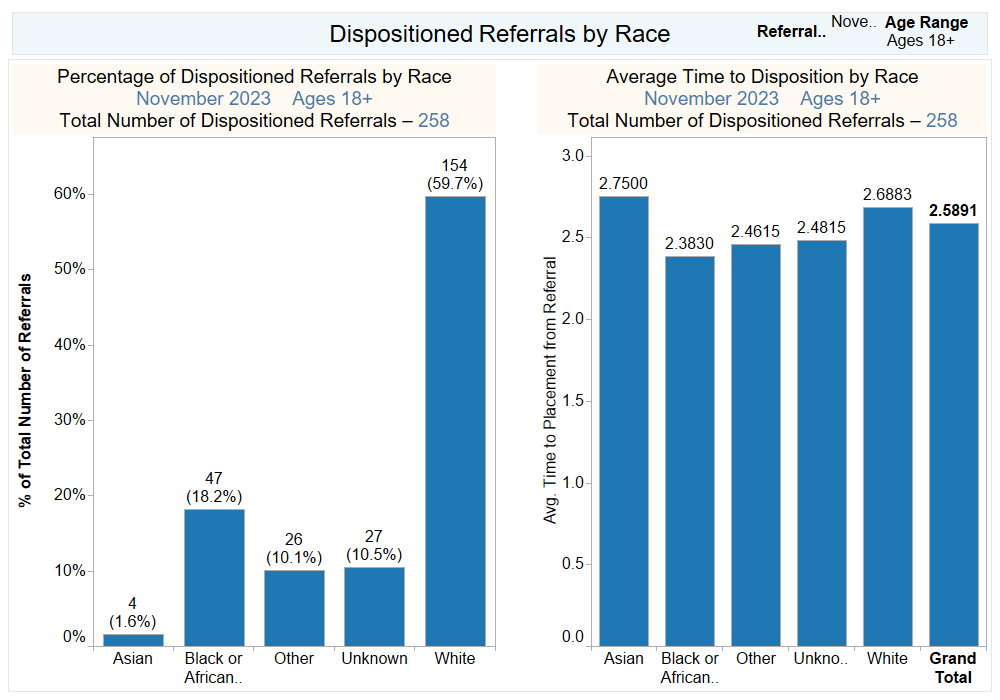 Dispositioned Referrals by Race
Referral.. Nove.. Age Range
Ages 18+
Percentage of Dispositioned Referrals by Race
November 2023 Ages 18+
Total Number of Dispositioned Referrals – 258
% of Total Number of Referrals
60%
50%
40%
30%
20%
10%
0%
4
(1.6%)
47
(18.2%)
26
(10.1%)
27
(10.5%)
154
(59.7%)
Asian
Black or
African..
Other
Unknown
White
Average Time to Disposition by Race
November 2023 Ages 18+
Total Number of Dispositioned Referrals – 258
Avg. Time to Placement from Referral
3.0
2.5
2.0
1.5
1.0
0.5
0.0
2.7500
2.3830
2.4615
2.4815
2.6883
2.5891
Asian
Black or
African..
Other
Unkno..
White
Grand
Total